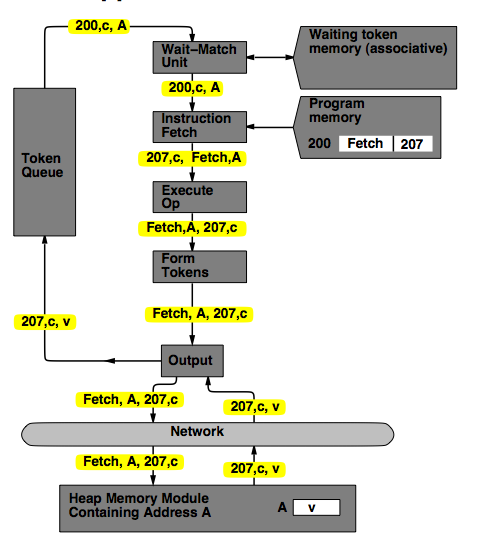 200,c, A
Wait–Match
Unit
Waiting token
memory (associative)
200,c, A
Program
memory
200 Fetch 207
Instruction
Fetch
207,c, Fetch,A
Token
Queue
Execute
Op
Fetch,A, 207,c
Form
Tokens
Fetch, A, 207,c
207,c, v
Output
Fetch, A, 207,c
207,c, v
Network
Fetch, A, 207,c
207,c, v
Heap Memory Module
Containing Address A
A v